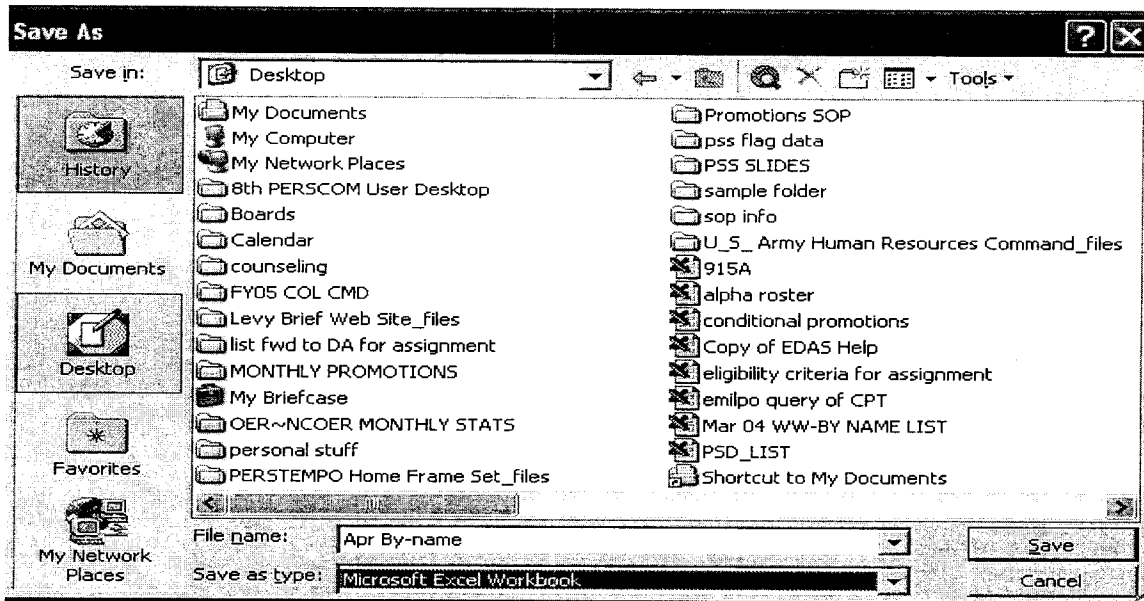 Save As
Save in:
Desktop
Tools
History
My Documents
Desktop
Favorites
My Network
Places
My Documents
My Computer
My Network Places
8th PERSCOM User Desktop
Boards
Calendar
counseling
FY05 COL CMD
Levy Brief Web Site_files
list fwd to DA for assignment
MONTHLY PROMOTIONS
My Briefcase
OER~NCOER MONTHLY STATS
personal stuff
PERSTEMPO Home Frame Set_files
Promotions SOP
pss flag data
PSS SLIDES
sample folder
sop info
U_S_ Army Human Resources Command_files
915A
alpha roster
conditional promotions
Copy of EDAS Help
eligibility criteria for assignment
emilpo query of CPT
Mar 04 WW-BY NAME LIST
PSD_LIST
Shortcut to My Documents
File name:
Apr By-name
Save
Save as type:
Microsoft Excel Workbook
Cancel